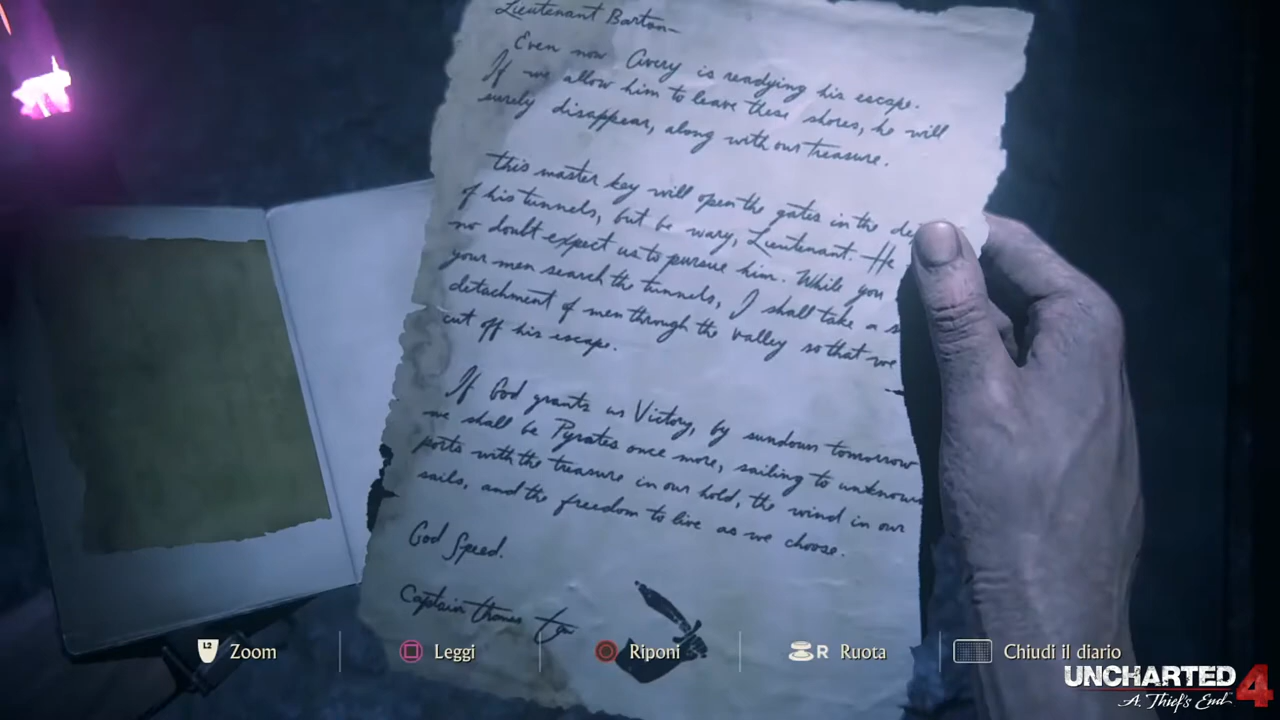 Lieutenant Barton—
Even now Avery is readying his escape.
If we allow him to leave these shores, he will
surely disappear, along with our treasure.
this master key will open the gates in the
of his tunnels, but be wary, Lieutenant. He
no doubt expect us to pursue him. While you
your men search the tunnels, I shall take a
detachment of men through the valley so that we
cut off his escape.
If God grants us Victory, by sundown tomorrow
we shall be Pyrates once more, sailing to unknown
ports with the treasure in our hold, the wind in our
sails, and the freedom to live as we choose.
God Speed.
Captain Thomas Tew
L2 Zoom
Leggi
Riponi
R Ruota
Chiudi il diario
UNCHARTED 4
A Thief's End